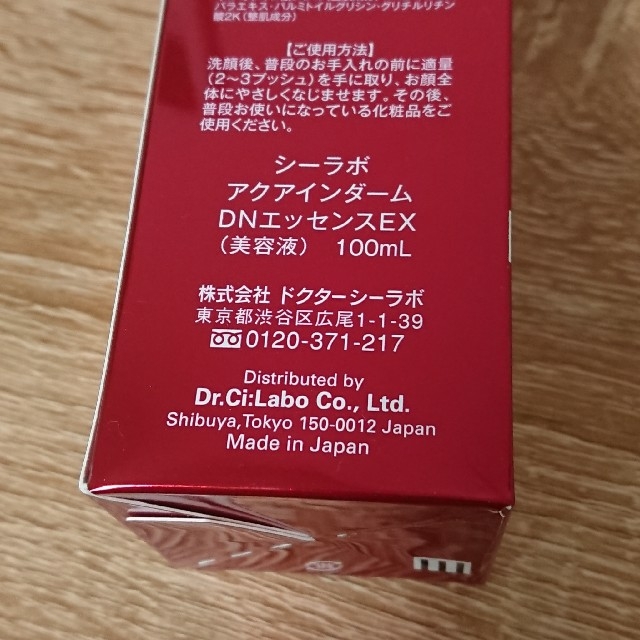 パラエキス・パルミトイルグリシン・グリチルリチン
酸2K（整肌成分）
【ご使用方法】
洗顔後、普段のお手入れの前に適量
（2～3プッシュ）を手に取り、お顔全
体にやさしくなじませます。その後、
普段お使いになっている化粧品をご
使用ください。
シーラボ
アクアインダーム
DNエッセンスEX
（美容液） 100mL
株式会社 ドクターシーラボ
東京都渋谷区広尾1-1-39
0120-371-217
Distributed by
Dr.Ci:Labo Co., Ltd.
Shibuya,Tokyo 150-0012 Japan
Made in Japan